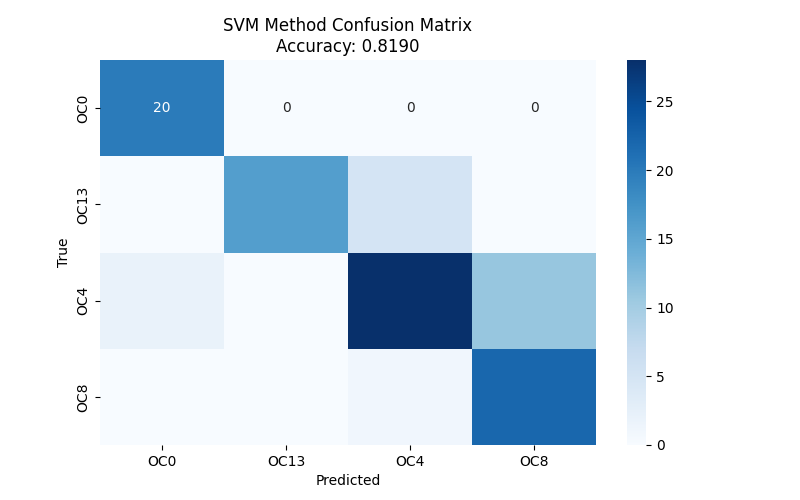 SVM Method Confusion Matrix
Accuracy: 0.8190
True
OC0
20 0 0 0
OC13
OC4
OC8
OC0 OC13 OC4 OC8
Predicted
25
20
15
10
5
0